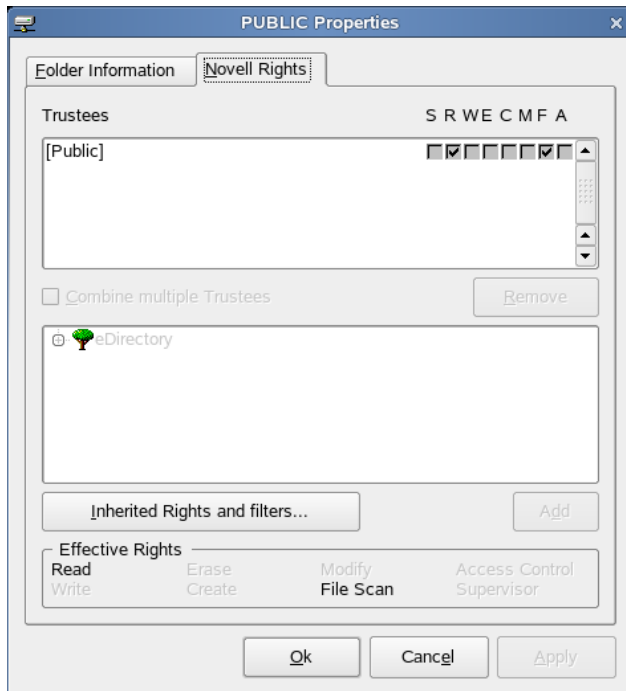 PUBLIC Properties
Folder Information Novell Rights
Trustees S R W E C M F A
[Public]
Combine multiple Trustees Remove
eDirectory
Inherited Rights and filters... Add
Effective Rights
Read Erase Modify Access Control
Write Create File Scan Supervisor
Ok Cancel Apply